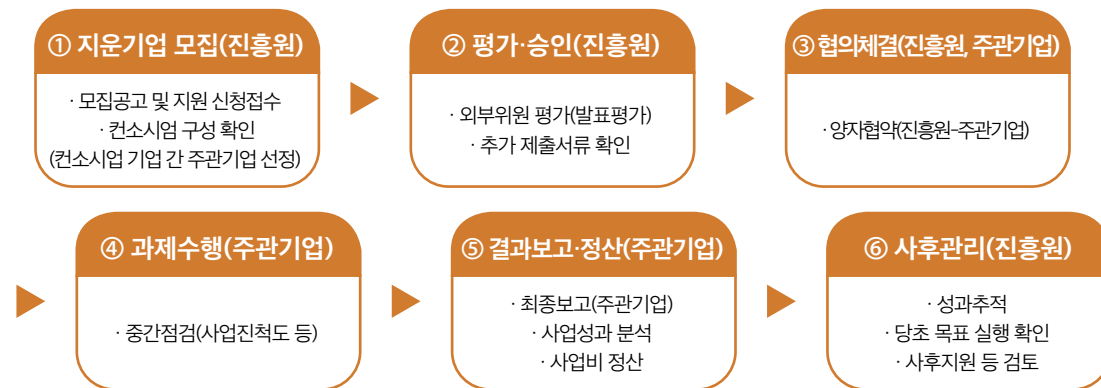 ① 지운기업 모집(진흥원)
· 모집공고 및 지원 신청접수
· 컨소시엄 구성 확인
(컨소시업 기업 간 주관기업 선정)
② 평가·승인(진흥원)
· 외부위원 평가(발표평가)
· 추가 제출서류 확인
③ 협의체결(진흥원, 주관기업)
· 양자협약(진흥원-주관기업)
④ 과제수행(주관기업)
· 중간점검(사업진척도 등)
⑤ 결과보고·정산(주관기업)
· 최종보고(주관기업)
· 사업성과 분석
· 사업비 정산
⑥ 사후관리(진흥원)
· 성과추적
· 당초 목표 실행 확인
· 사후지원 등 검토